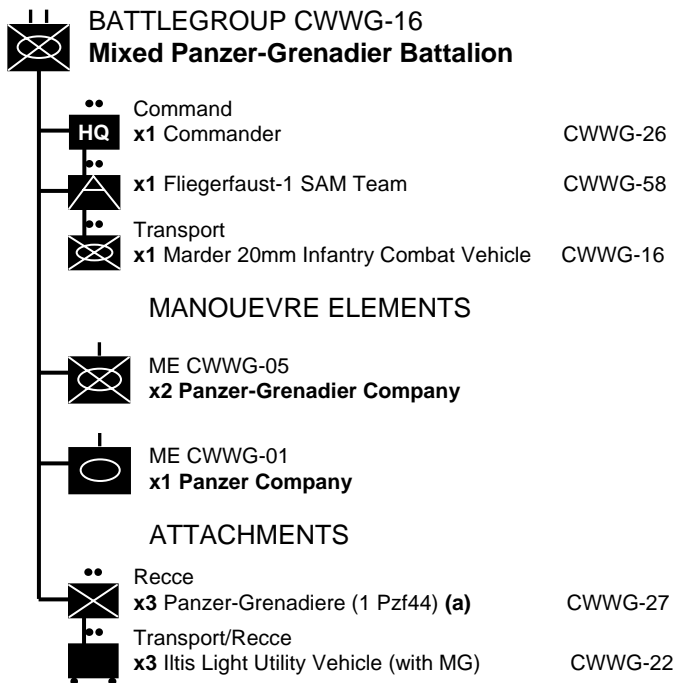 BATTLEGROUP CWWG-16
Mixed Panzer-Grenadier Battalion
Command
HQ x1 Commander CWWG-26
x1 Fliegerfaust-1 SAM Team CWWG-58
Transport
x1 Marder 20mm Infantry Combat Vehicle CWWG-16
MANOUEVRE ELEMENTS
ME CWWG-05
x2 Panzer-Grenadier Company
ME CWWG-01
x1 Panzer Company
ATTACHMENTS
Recce
x3 Panzer-Grenadiere (1 Pzf44) (a) CWWG-27
Transport/Recce
x3 Iltis Light Utility Vehicle (with MG) CWWG-22